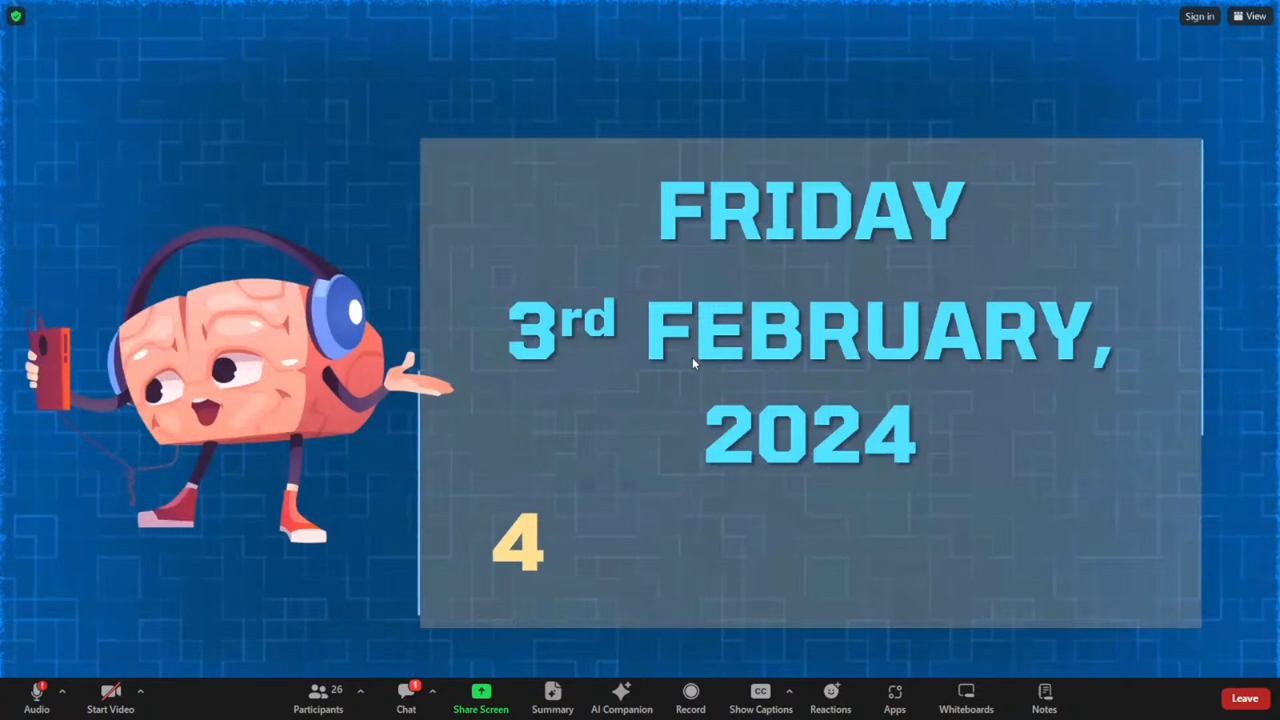 Sign in
View
FRIDAY
3rd FEBRUARY,
2024
4
Audio
Start Video
Participants
26
Chat
1
Share Screen
Summary
AI Companion
Record
CC
Show Captions
Reactions
Apps
Whiteboards
Notes
Leave